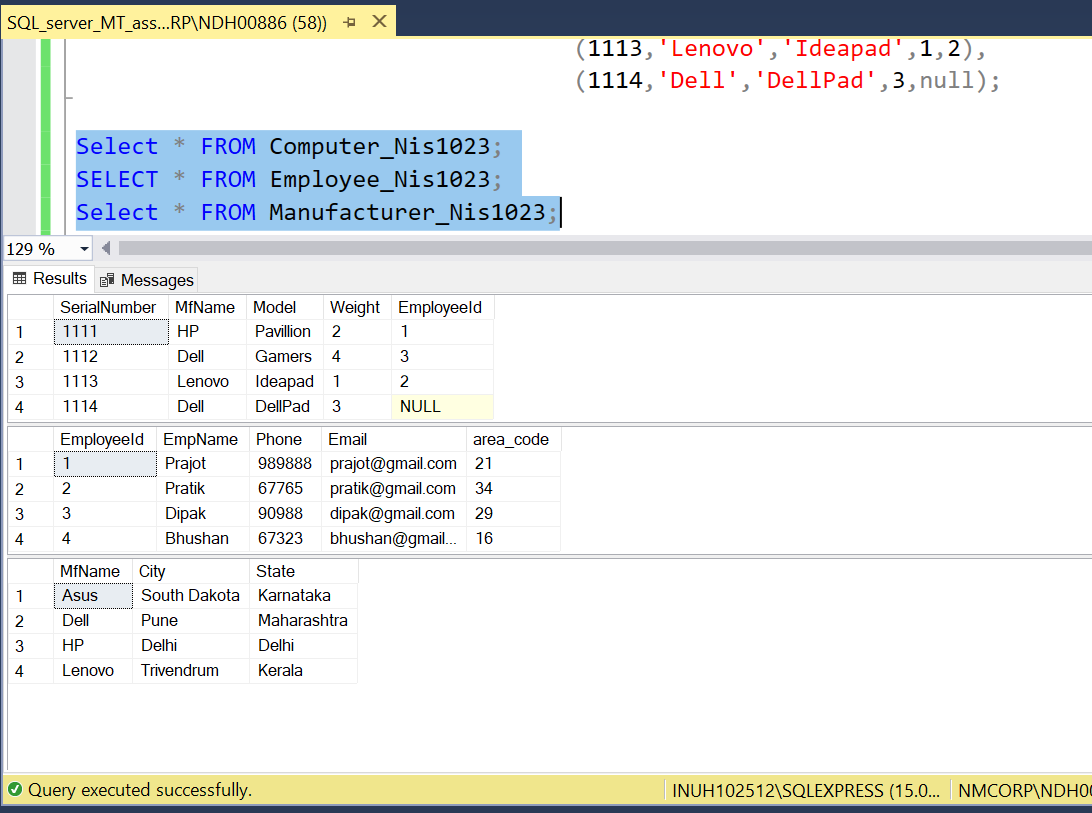 SQL_server_MT_ass...RP\NDH00886 (58))
(1113,'Lenovo','Ideapad',1,2),
(1114,'Dell','DellPad',3,null);
Select * FROM Computer_Nis1023;
SELECT * FROM Employee_Nis1023;
Select * FROM Manufacturer_Nis1023;
129 %
Results Messages
SerialNumber MfName Model Weight EmployeeId
1 1111 HP Pavillion 2 1
2 1112 Dell Gamers 4 3
3 1113 Lenovo Ideapad 1 2
4 1114 Dell DellPad 3 NULL
EmployeeId EmpName Phone Email area_code
1 1 Prajot 989888 prajot@gmail.com 21
2 2 Pratik 67765 pratik@gmail.com 34
3 3 Dipak 90988 dipak@gmail.com 29
4 4 Bhushan 67323 bhushan@gmail... 16
MfName City State
1 Asus South Dakota Karnataka
2 Dell Pune Maharashtra
3 HP Delhi Delhi
4 Lenovo Trivendrum Kerala
Query executed successfully. INUH102512\SQLEXPRESS (15.0... NMCORP\NDH00